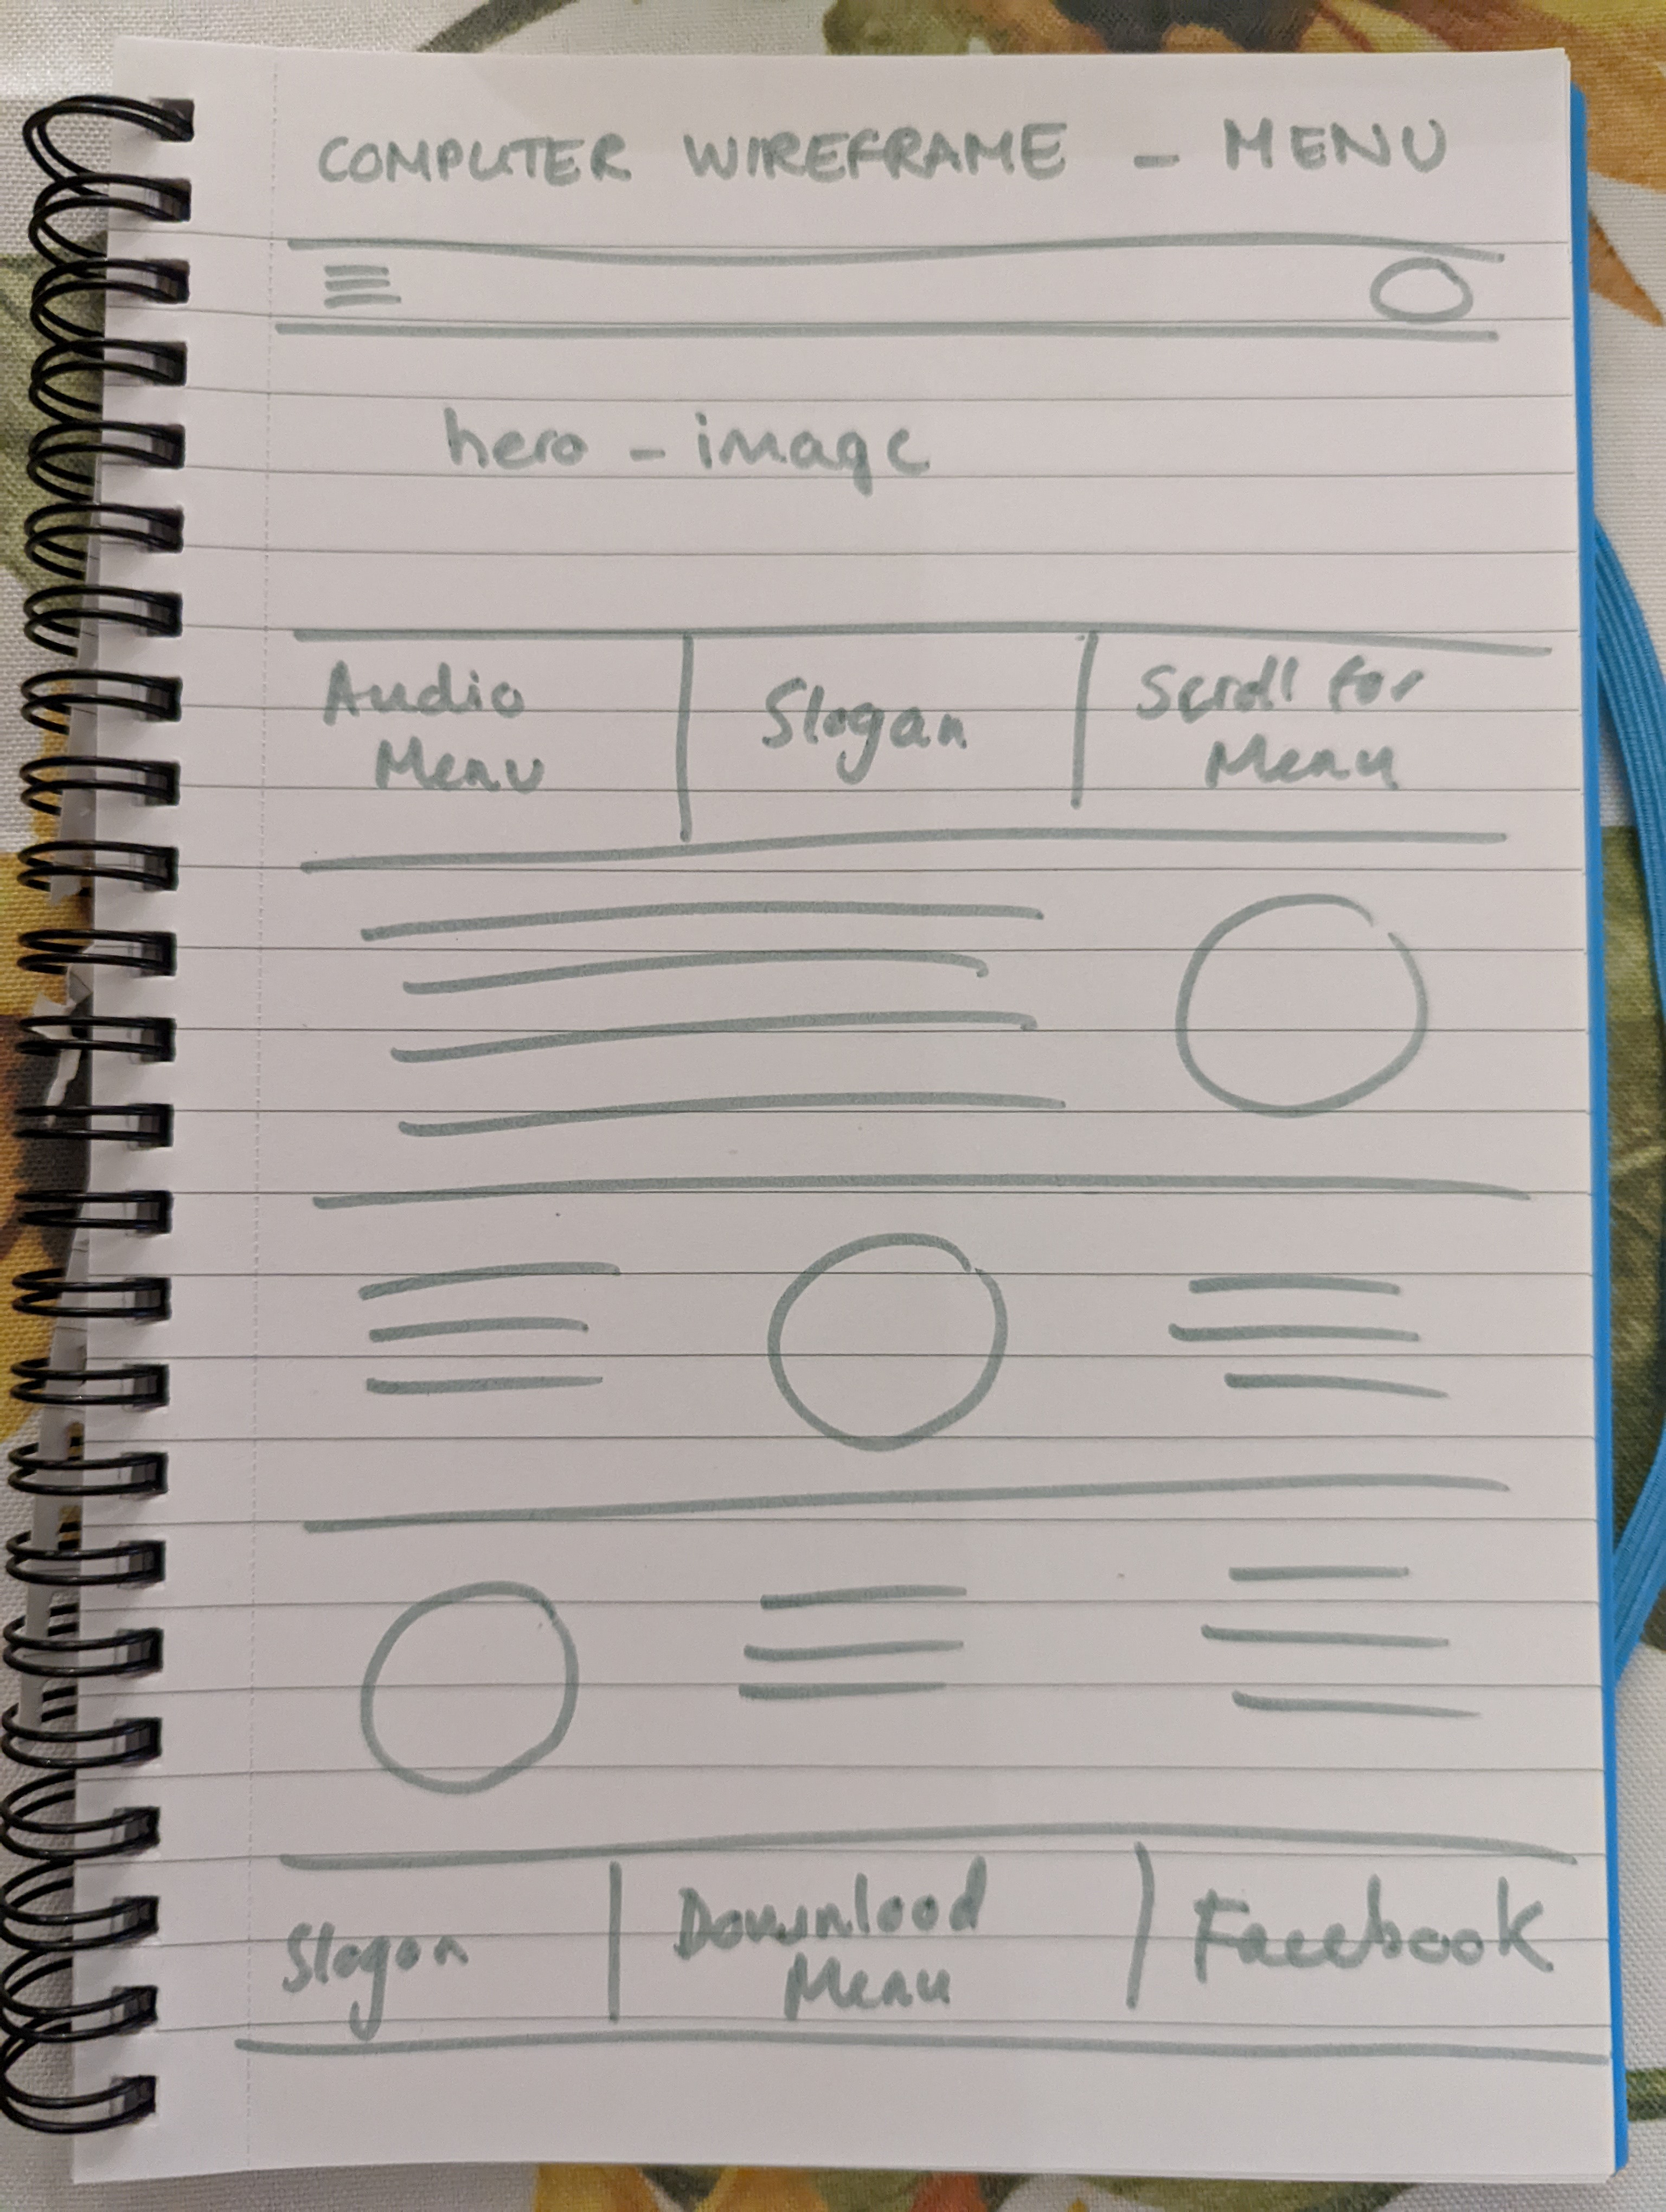 COMPUTER WIREFRAME - MENU
hero - image
Audio Menu
Slogan
Scroll for Menu
Slogan
Download Menu
Facebook